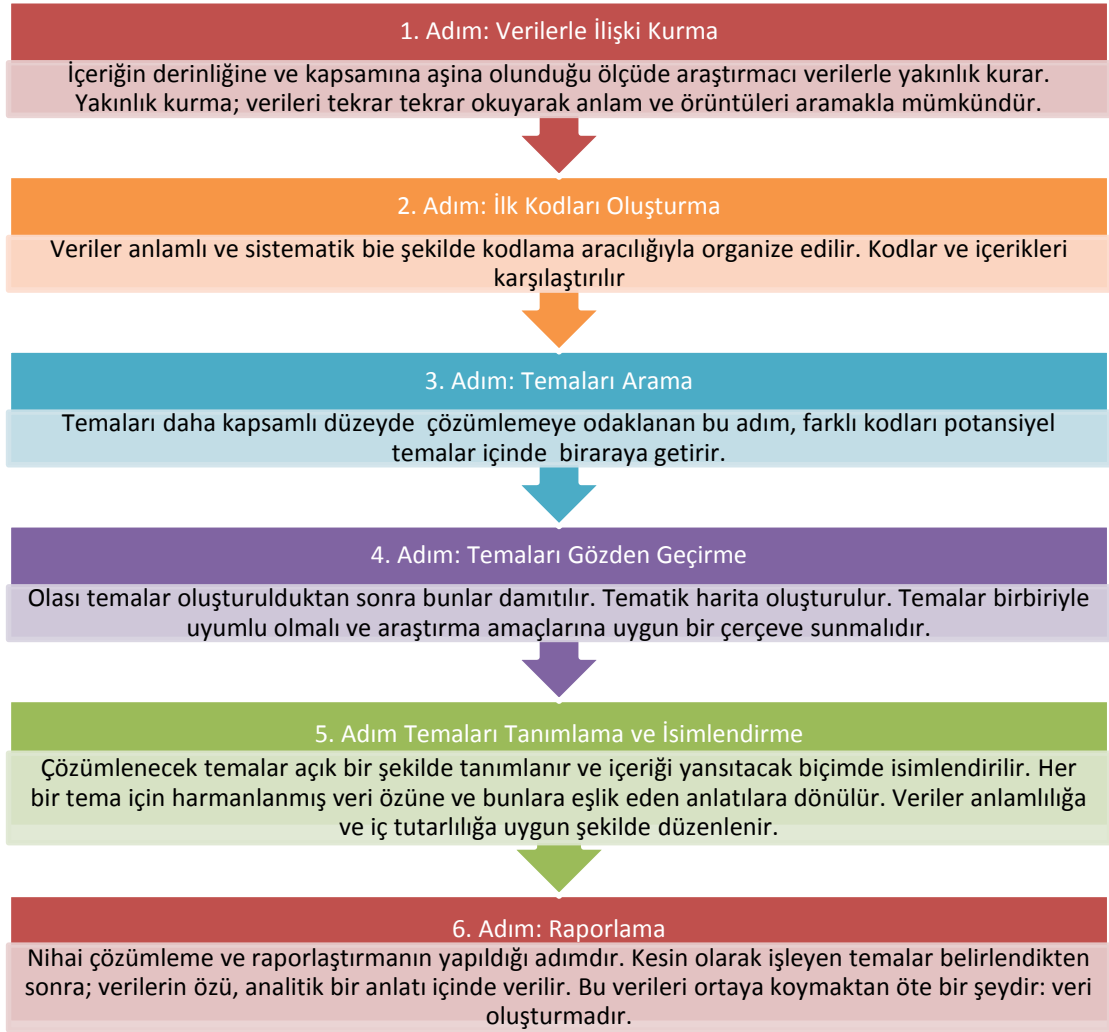 1. Adım: Verilerle İlişki Kurma
İçeriğin derinliğine ve kapsamına aşina olunduğu ölçüde araştırmacı verilerle yakınlık kurar.
Yakınlık kurma; verileri tekrar tekrar okuyarak anlam ve örüntüleri aramakla mümkündür.
2. Adım: İlk Kodları Oluşturma
Veriler anlamlı ve sistematik bie şekilde kodlama aracılığıyla organize edilir. Kodlar ve içerikleri
karşılaştırılır
3. Adım: Temaları Arama
Temaları daha kapsamlı düzeyde çözümlemeye odaklanan bu adım, farklı kodları potansiyel
temalar içinde biraraya getirir.
4. Adım: Temaları Gözden Geçirme
Olası temalar oluşturulduktan sonra bunlar damıtılır. Tematik harita oluşturulur. Temalar birbiriyle
uyumlu olmalı ve araştırma amaçlarına uygun bir çerçeve sunmalıdır.
5. Adım Temaları Tanımlama ve İsimlendirme
Çözümlenecek temalar açık bir şekilde tanımlanır ve içeriği yansıtacak biçimde isimlendirilir. Her
bir tema için harmanlanmış veri özüne ve bunlara eşlik eden anlatılara dönülür. Veriler anlamlılığa
ve iç tutarlılığa uygun şekilde düzenlenir.
6. Adım: Raporlama
Nihai çözümleme ve raporlaştırmanın yapıldığı adımdır. Kesin olarak işleyen temalar belirlendikten
sonra; verilerin özü, analitik bir anlatı içinde verilir. Bu verileri ortaya koymaktan öte bir şeydir: veri
oluşturmadır.